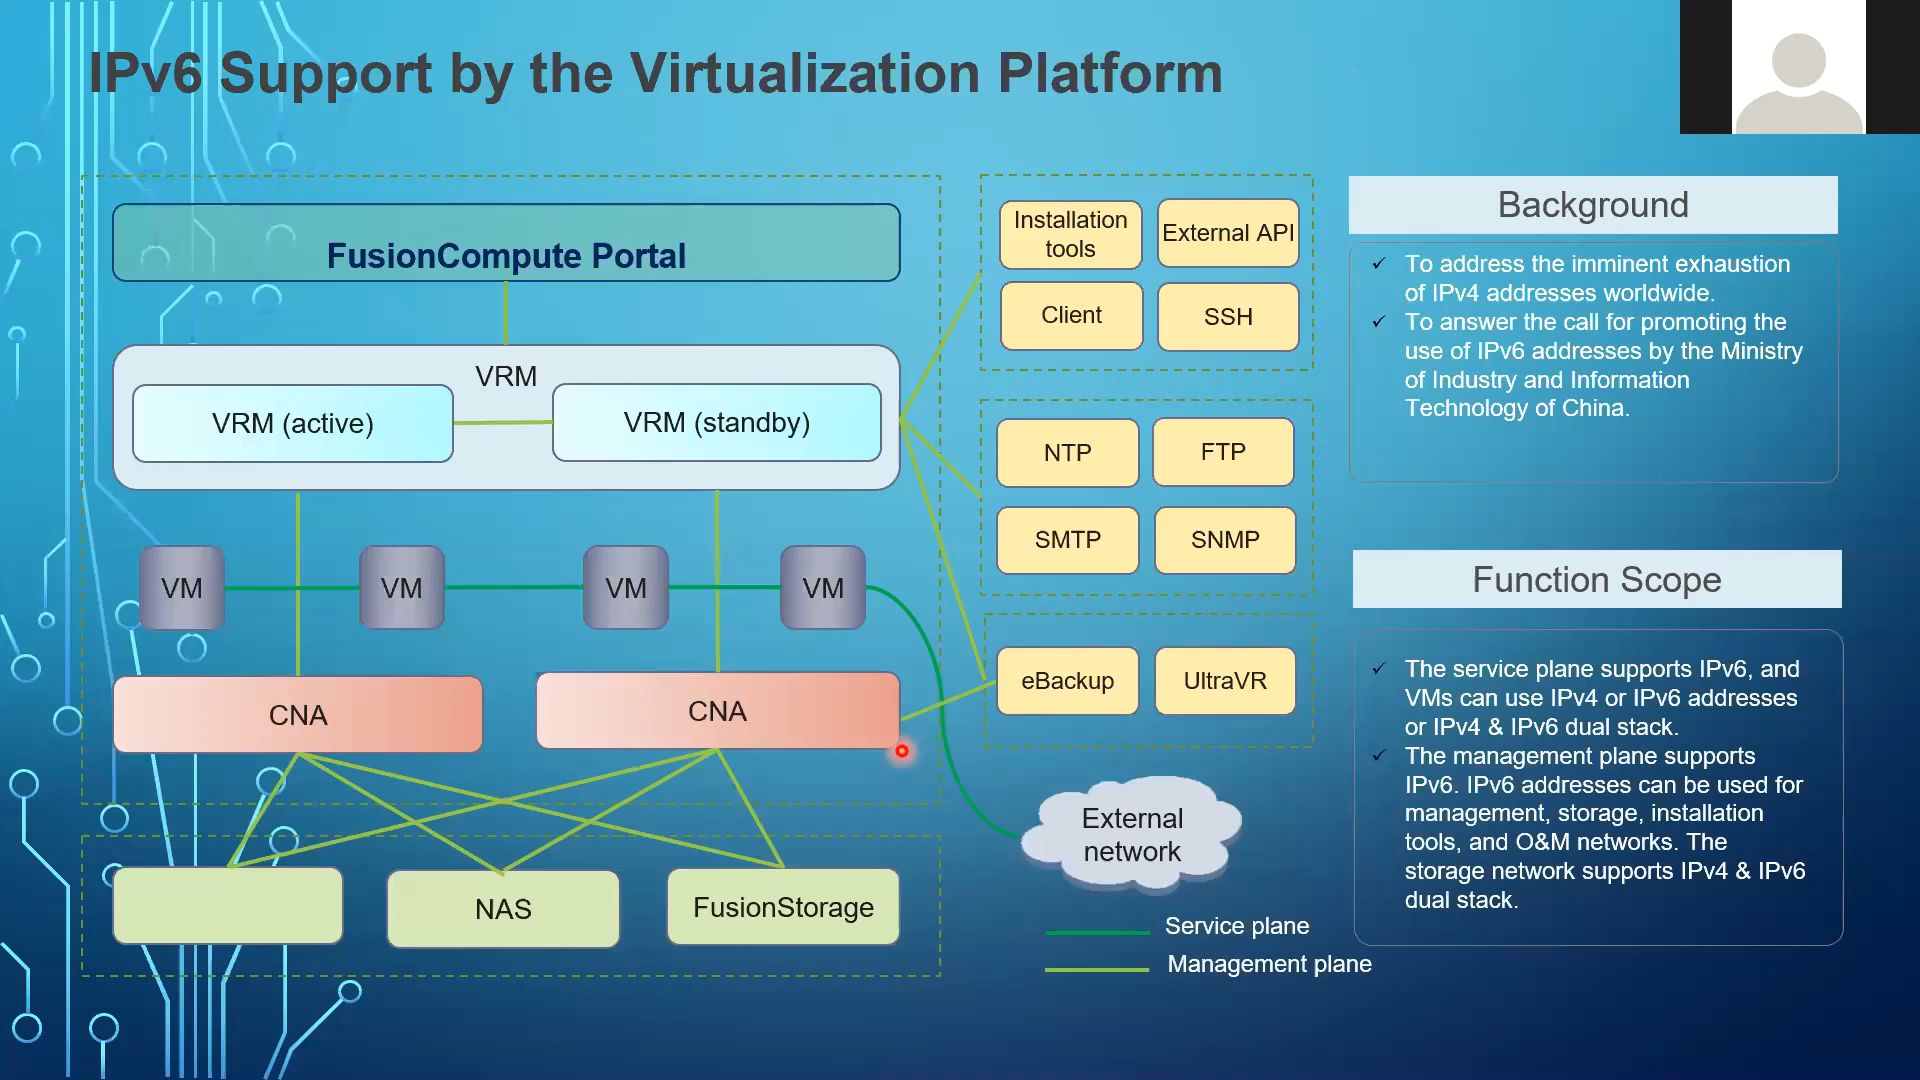 IPv6 Support by the Virtualization Platform
FusionCompute Portal
VRM
VRM (active)
VRM (standby)
VM
VM
VM
VM
CNA
CNA
NAS
FusionStorage
Installation
tools
External API
Client
SSH
NTP
FTP
SMTP
SNMP
eBackup
UltraVR
External
network
Service plane
Management plane
Background
✓ To address the imminent exhaustion
of IPv4 addresses worldwide.
✓ To answer the call for promoting the
use of IPv6 addresses by the Ministry
of Industry and Information
Technology of China.
Function Scope
✓ The service plane supports IPv6, and
VMs can use IPv4 or IPv6 addresses
or IPv4 & IPv6 dual stack.
✓ The management plane supports
IPv6. IPv6 addresses can be used for
management, storage, installation
tools, and O&M networks. The
storage network supports IPv4 & IPv6
dual stack.